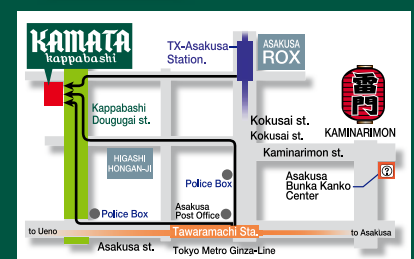 KAMATA
kappabashi
TX-Asakusa
Station.
ASAKUSA
ROX
雷門
KAMINARIMON
Kappabashi
Dougugai st.
Kokusai st.
Kokusai st.
Kaminarimon st.
HIGASHI
HONGAN-JI
Police Box
Asakusa
Bunka Kanko
Center
?
Police Box
Asakusa
Post Office
to Ueno
Tawaramachi Sta.
to Asakusa
Asakusa st.
Tokyo Metro Ginza-Line